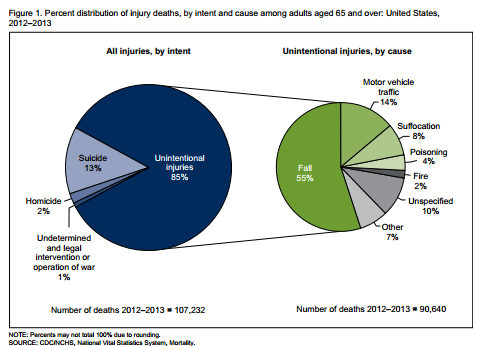 Figure 1. Percent distribution of injury deaths, by intent and cause among adults aged 65 and over: United States,
2012–2013
All injuries, by intent
Unintentional
injuries
85%
Suicide
13%
Homicide
2%
Undetermined
and legal
intervention or
operation of war
1%
Number of deaths 2012–2013 = 107,232
Unintentional injuries, by cause
Motor vehicle
traffic
14%
Suffocation
8%
Poisoning
4%
Fire
2%
Unspecified
10%
Other
7%
Fall
55%
Number of deaths 2012–2013 = 90,640
NOTE: Percents may not total 100% due to rounding.
SOURCE: CDC/NCHS, National Vital Statistics System, Mortality.